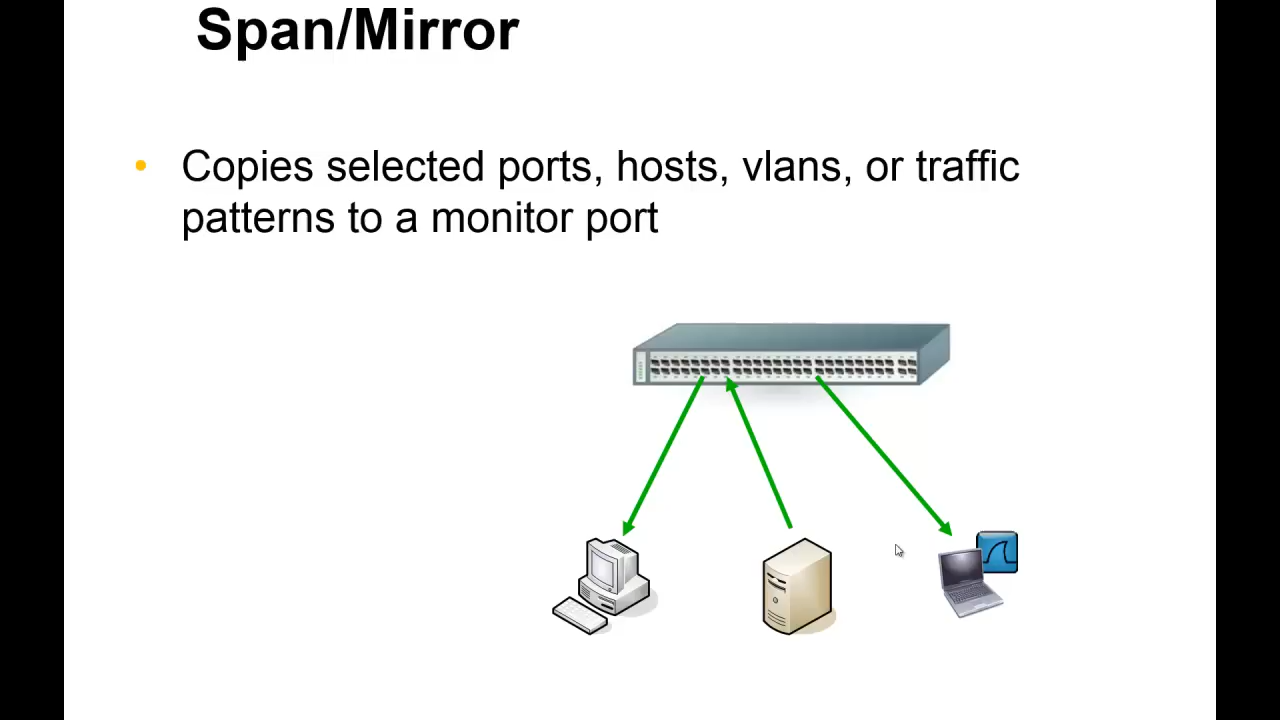 Span/Mirror
• Copies selected ports, hosts, vlans, or traffic
patterns to a monitor port